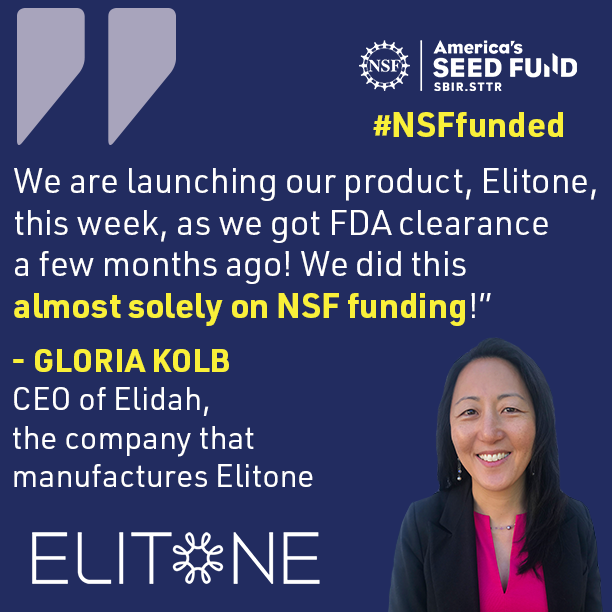 NSF
America's
SEED FUND
SBIR.STTR
#NSFfunded
We are launching our product, Elitone,
this week, as we got FDA clearance
a few months ago! We did this
almost solely on NSF funding!”
- GLORIA KOLB
CEO of Elidah,
the company that
manufactures Elitone
ELITONE